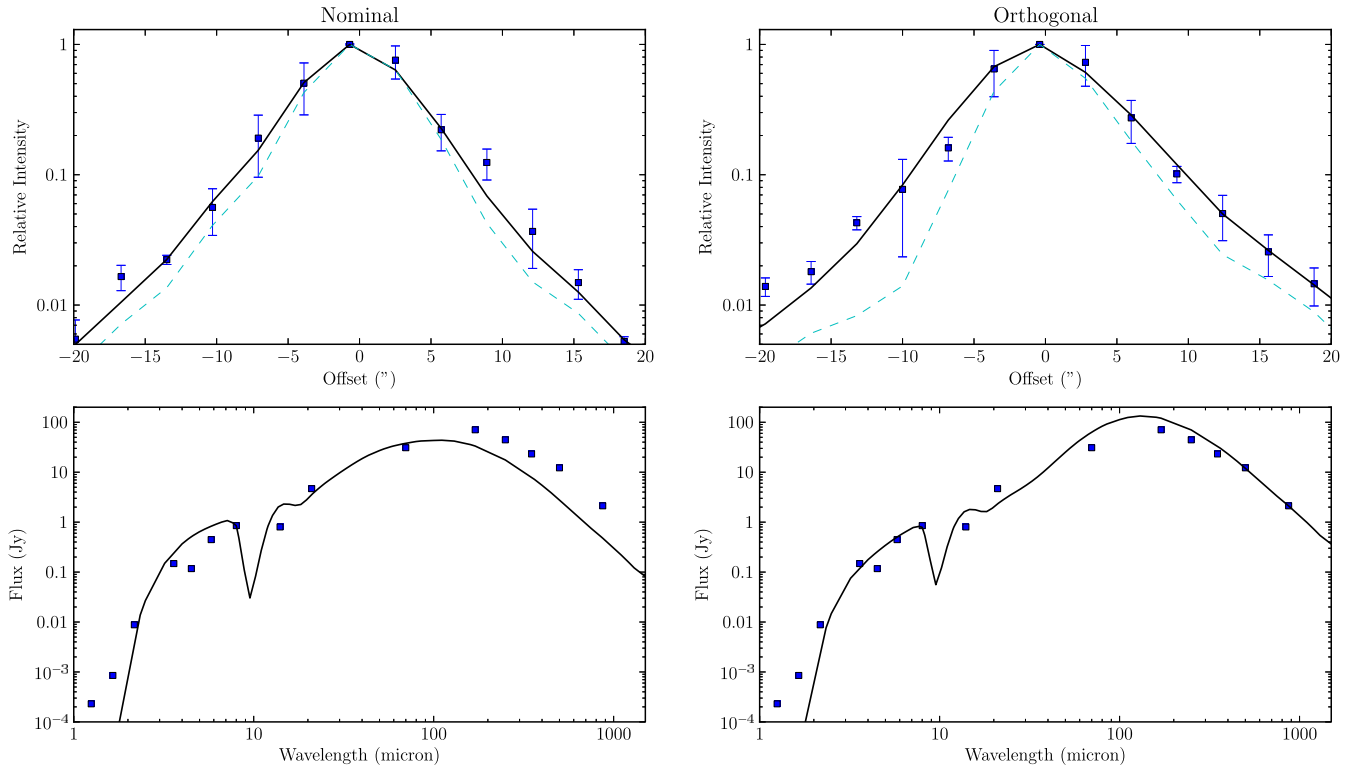 Nominal
Orthogonal
Relative Intensity
1
0.1
0.01
−20 −15 −10 −5 0 5 10 15 20
Offset (”)
Relative Intensity
1
0.1
0.01
−20 −15 −10 −5 0 5 10 15 20
Offset (”)
Flux (Jy)
100
10
1
0.1
0.01
10−3
10−4
1 10 100 1000
Wavelength (micron)
Flux (Jy)
100
10
1
0.1
0.01
10−3
10−4
1 10 100 1000
Wavelength (micron)